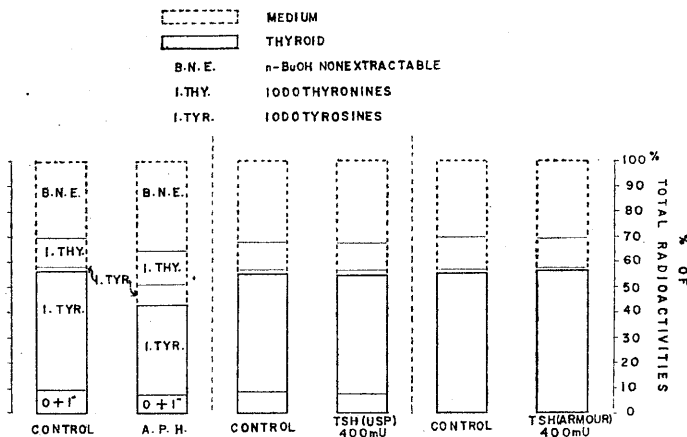 MEDIUM
THYROID
B.N.E. n-BuOH NONEXTRACTABLE
I.THY. IODOTHYRONINES
I.TYR. IODOTYROSINES
B.N.E.
I.THY.
I.TYR.
O+I⁻
CONTROL
I.TYR.
B.N.E.
I.THY.
I.TYR.
O+I⁻
A.P.H.
CONTROL
TSH(USP)
400mU
CONTROL
TSH(ARMOUR)
400mU
100 %
90
80
70
60
50
40
30
20
10
0
% OF
TOTAL RADIOACTIVITIES